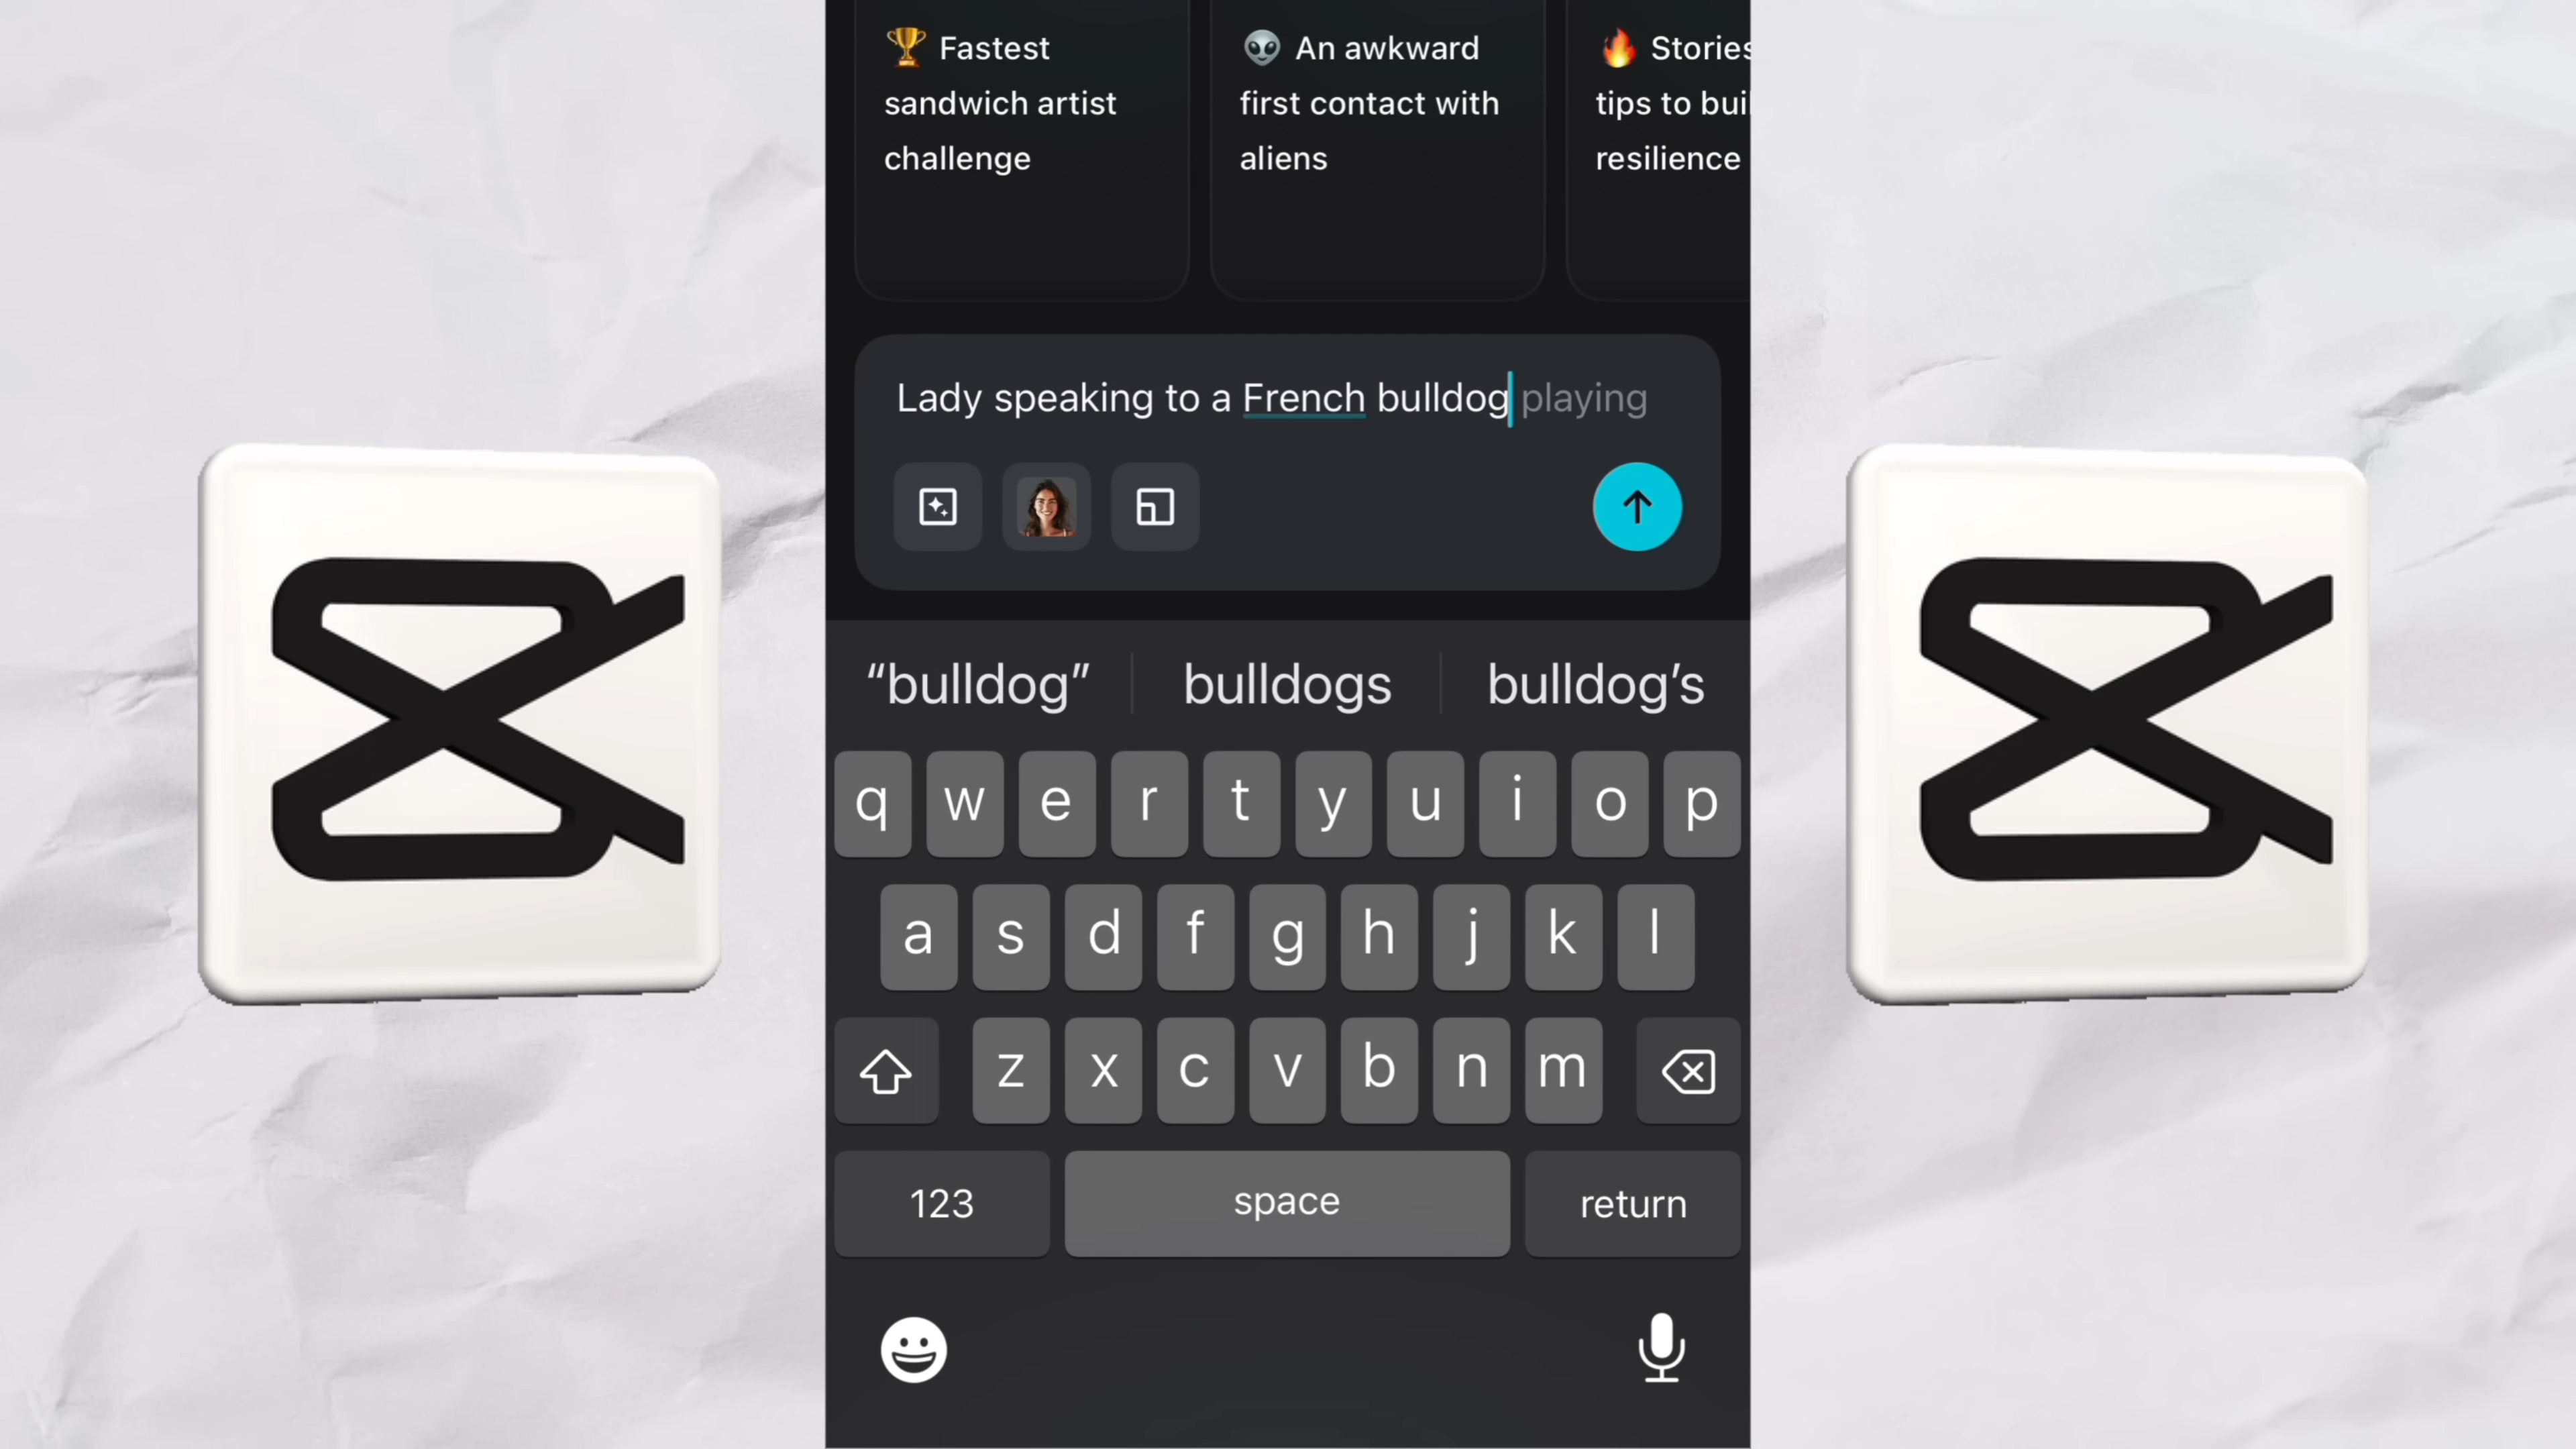 🏆 Fastest
sandwich artist
challenge
👽 An awkward
first contact with
aliens
🔥 Stories
tips to bui
resilience
Lady speaking to a French bulldog playing
“bulldog” bulldogs bulldog’s
q w e r t y u i o p
a s d f g h j k l
z x c v b n m
123 space return